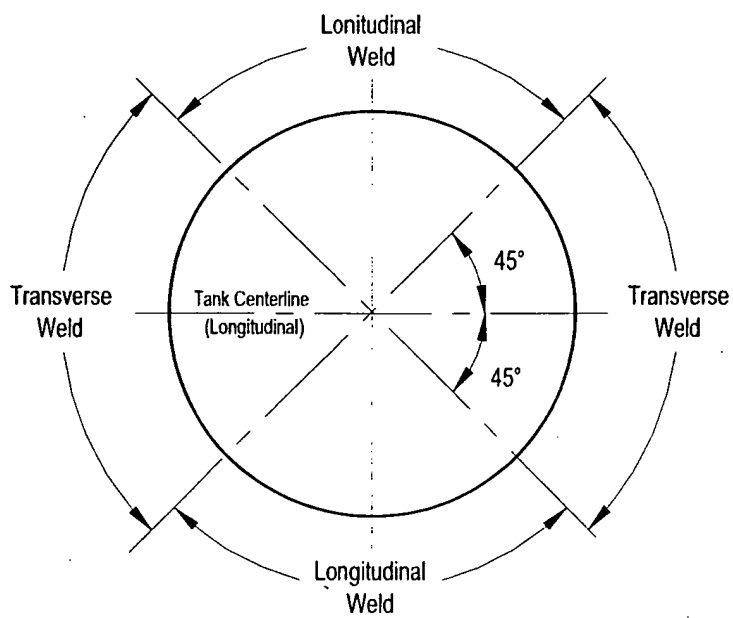 Lonitudinal
Weld
45°
Transverse
Weld
Tank Centerline
(Longitudinal)
Transverse
Weld
45°
Longitudinal
Weld